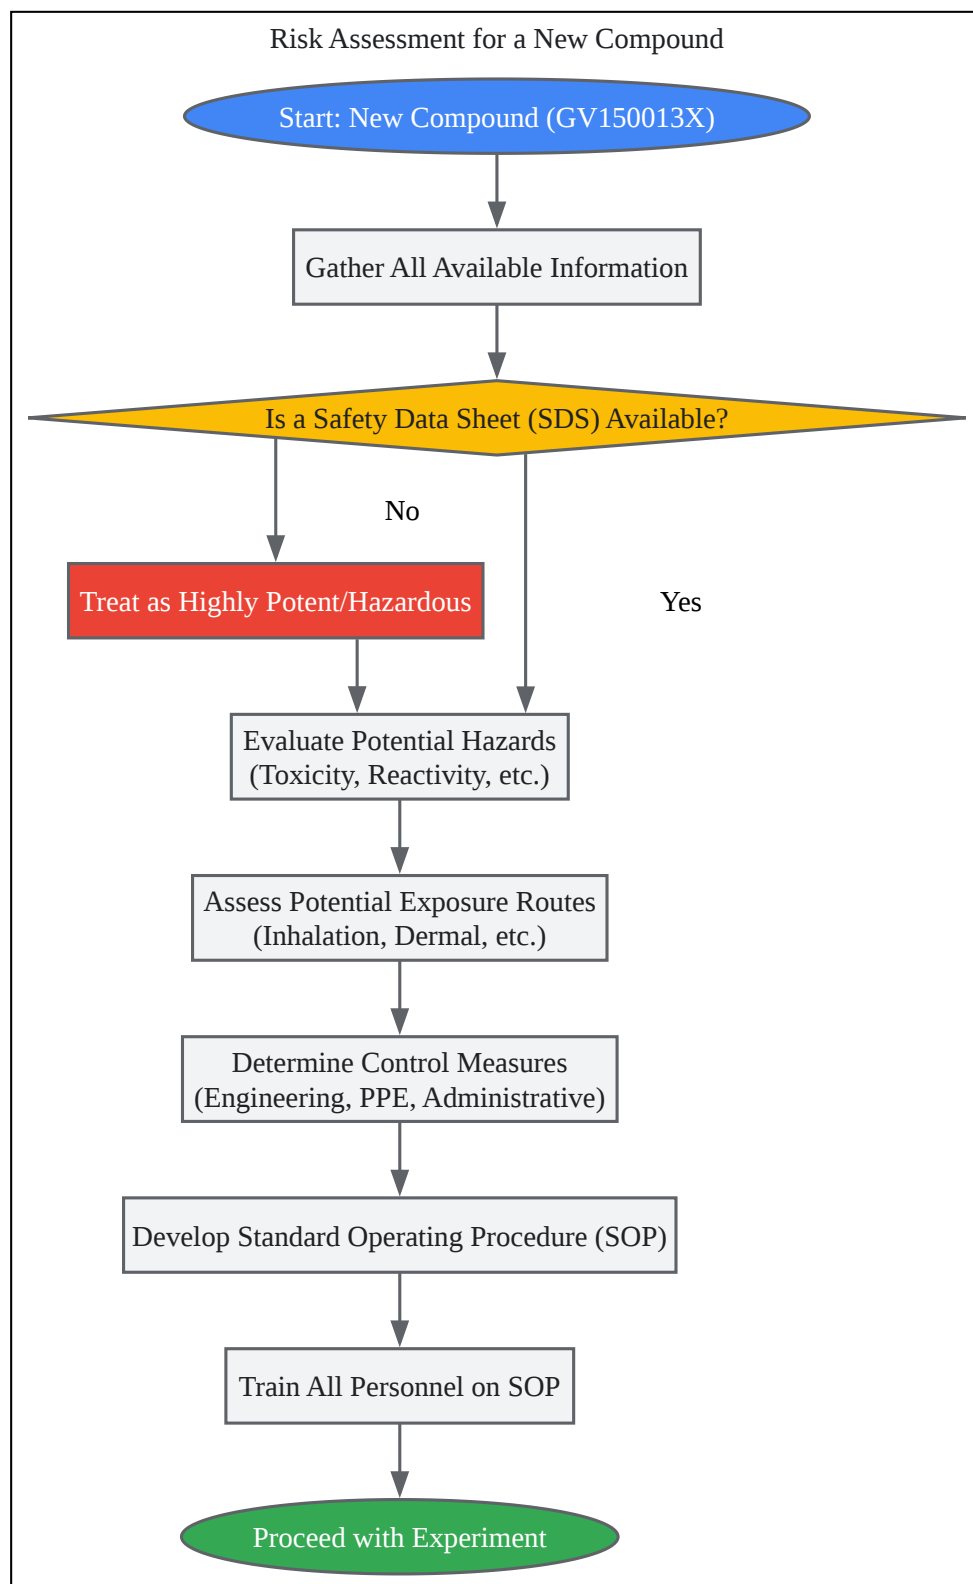 Risk Assessment for a New Compound
Start: New Compound (GV150013X)
Gather All Available Information
Is a Safety Data Sheet (SDS) Available?
No
Treat as Highly Potent/Hazardous
Yes
Evaluate Potential Hazards
(Toxicity, Reactivity, etc.)
Assess Potential Exposure Routes
(Inhalation, Dermal, etc.)
Determine Control Measures
(Engineering, PPE, Administrative)
Develop Standard Operating Procedure (SOP)
Train All Personnel on SOP
Proceed with Experiment